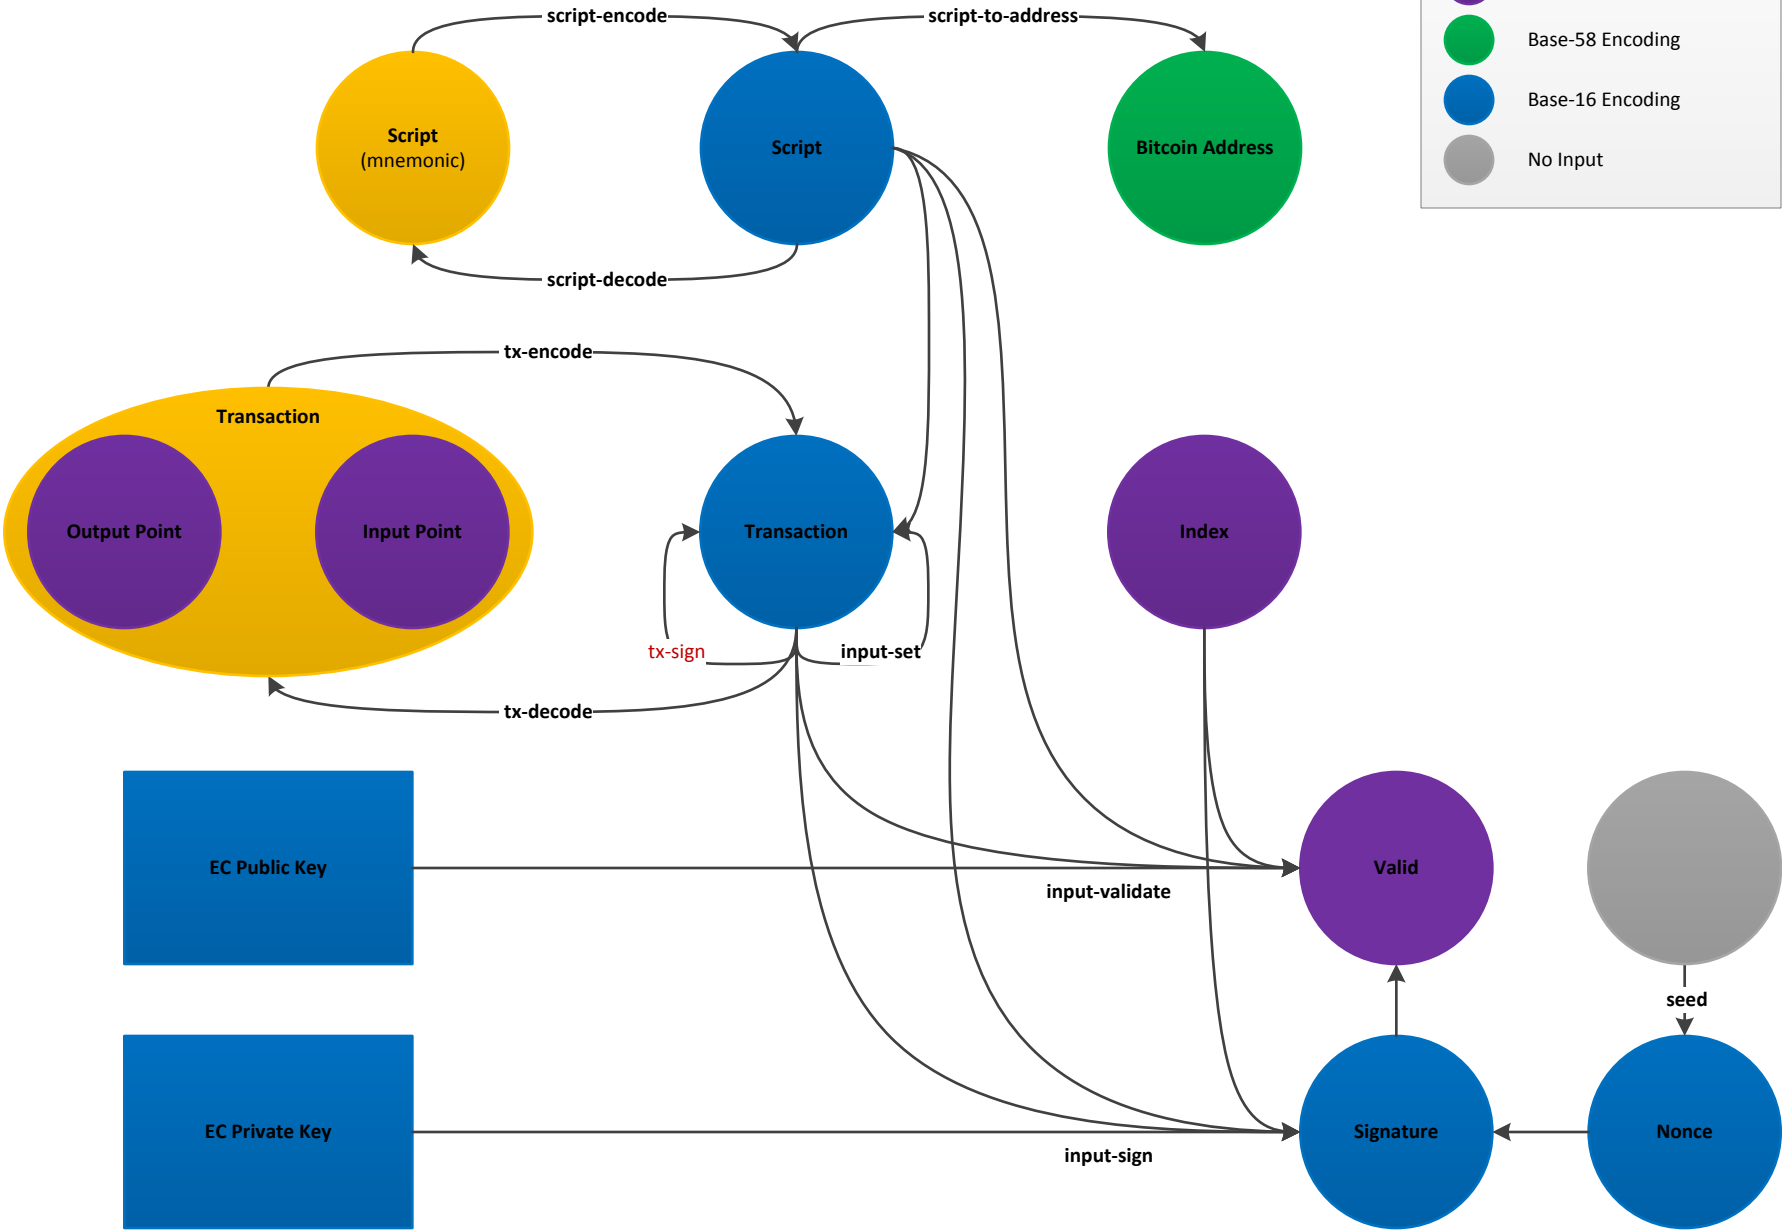 script-encode
script-to-address
Base-58 Encoding
Base-16 Encoding
No Input
Script
(mnemonic)
Script
Bitcoin Address
script-decode
tx-encode
Transaction
Output Point
Input Point
Transaction
Index
tx-sign
input-set
tx-decode
EC Public Key
input-validate
Valid
seed
EC Private Key
input-sign
Signature
Nonce